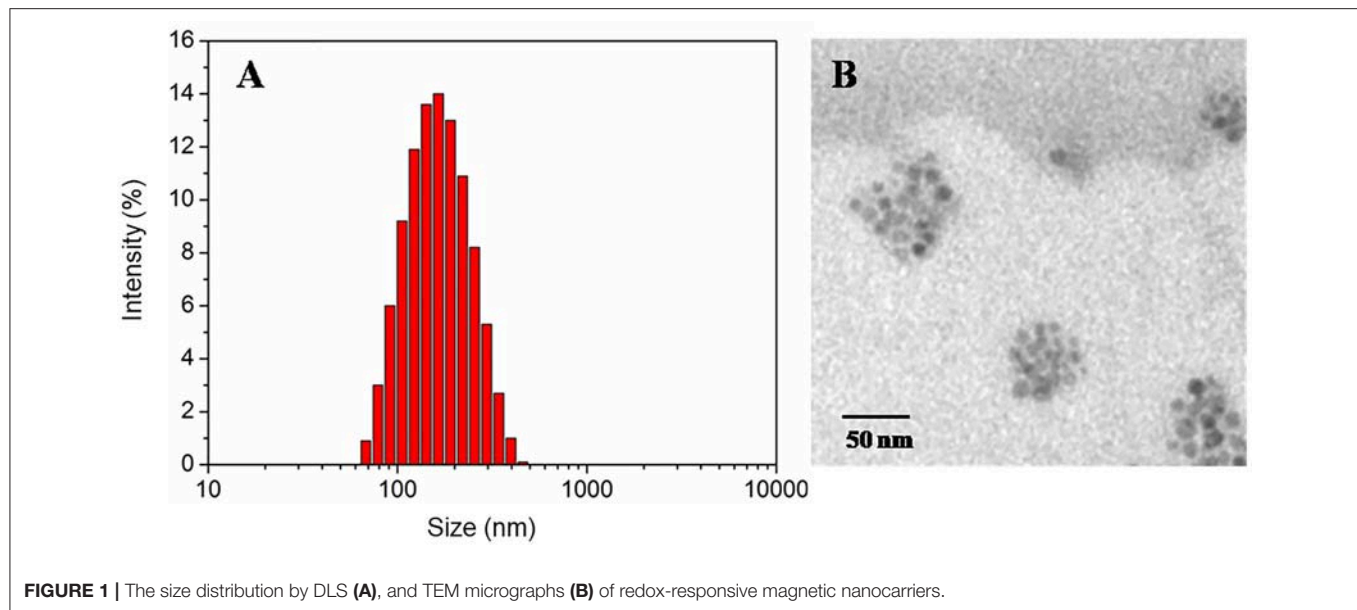 A
16
14
12
10
8
6
4
2
0
Intensity (%)
10 100 1000 10000
Size (nm)
B
50 nm
FIGURE 1 | The size distribution by DLS (A), and TEM micrographs (B) of redox-responsive magnetic nanocarriers.